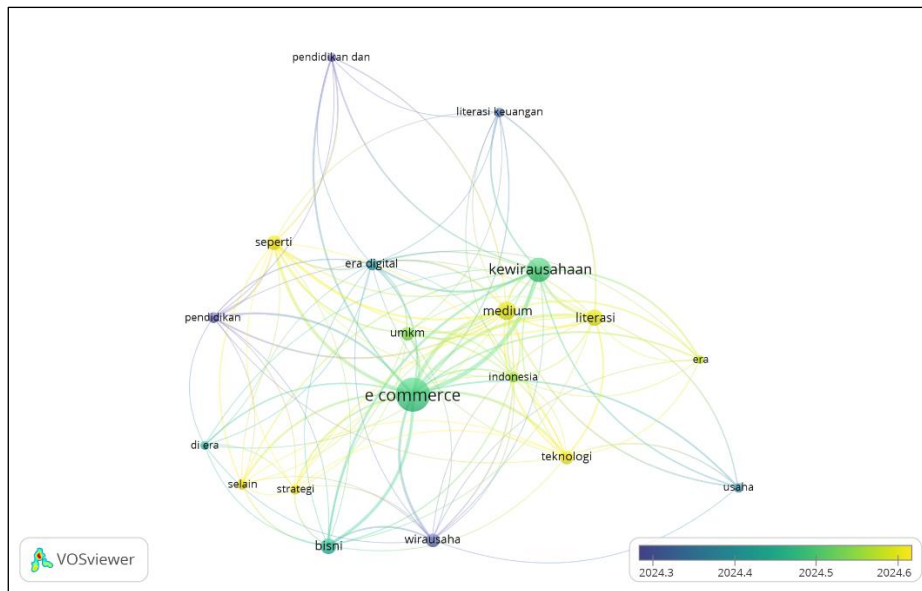 pendidikan dan
literasi keuangan
seperti
era digital
kewirausahaan
pendidikan
medium
literasi
umkm
era
indonesia
e commerce
di era
teknologi
selain
strategi
usaha
bisni
wirausaha
VOSviewer
2024.3 2024.4 2024.5 2024.6